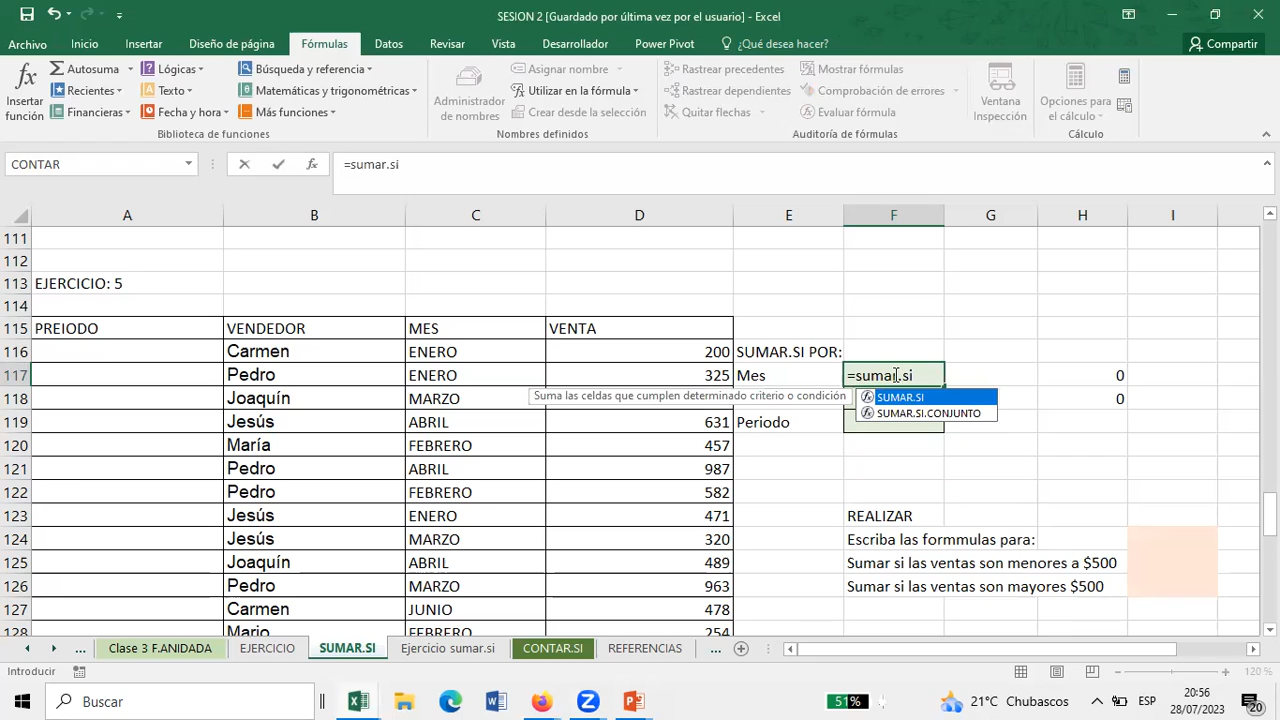 SESION 2 [Guardado por última vez por el usuario] - Excel
Archivo Inicio Insertar Diseño de página Fórmulas Datos Revisar Vista Desarrollador Power Pivot ¿Qué desea hacer? Compartir
Autosuma Lógicas Búsqueda y referencia Asignar nombre Rastrear precedentes Mostrar fórmulas
Insertar función Recientes Texto Matemáticas y trigonométricas Administrador de nombres Utilizar en la fórmula Rastrear dependientes Comprobación de errores Ventana Inspección Opciones para el cálculo
Financieras Fecha y hora Más funciones Crear desde la selección Quitar flechas Evaluar fórmula
Biblioteca de funciones Nombres definidos Auditoría de fórmulas Cálculo
CONTAR fx =sumar.si
A B C D E F G H I
111
112
113 EJERCICIO: 5
114
115 PREIODO VENDEDOR MES VENTA
116 Carmen ENERO 200 SUMAR.SI POR:
117 Pedro ENERO 325 Mes =sumar.si 0
118 Joaquín MARZO Suma las celdas que cumplen determinado criterio o condición SUMAR.SI 0
SUMAR.SI.CONJUNTO
119 Jesús ABRIL 631 Periodo
120 María FEBRERO 457
121 Pedro ABRIL 987
122 Pedro FEBRERO 582
123 Jesús ENERO 471 REALIZAR
124 Jesús MARZO 320 Escriba las formmulas para:
125 Joaquín ABRIL 489 Sumar si las ventas son menores a $500
126 Pedro MARZO 963 Sumar si las ventas son mayores $500
127 Carmen JUNIO 478
128 Mario FEBRERO 254
... Clase 3 F.ANIDADA EJERCICIO SUMAR.SI Ejercicio sumar.si CONTAR.SI REFERENCIAS ...
Introducir 120 %
Buscar 51% 21°C Chubascos ESP 20:56
28/07/2023 20